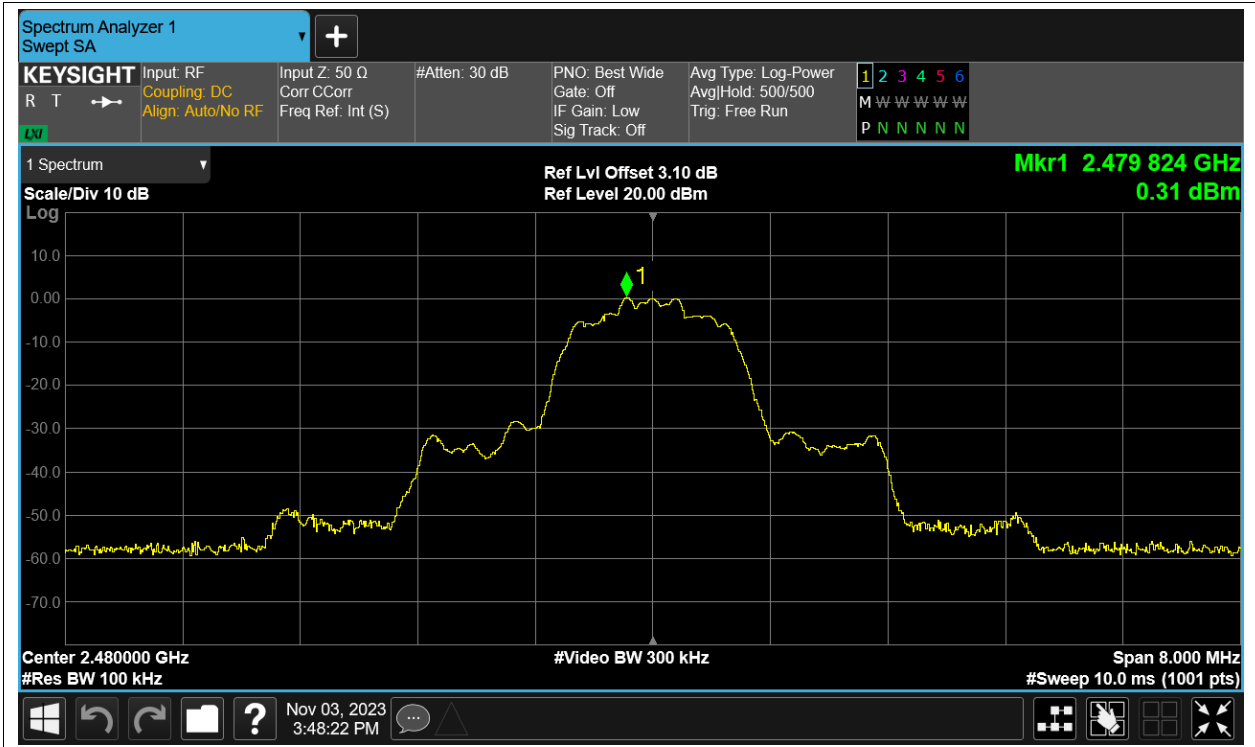 Spectrum Analyzer 1
Swept SA
+
KEYSIGHT
R T
LXI
Input: RF
Coupling: DC
Align: Auto/No RF
Input Z: 50 Ω
Corr CCorr
Freq Ref: Int (S)
#Atten: 30 dB
PNO: Best Wide
Gate: Off
IF Gain: Low
Sig Track: Off
Avg Type: Log-Power
Avg|Hold: 500/500
Trig: Free Run
1 2 3 4 5 6
M W W W W W
P N N N N N
1 Spectrum
Scale/Div 10 dB
Log
Ref Lvl Offset 3.10 dB
Ref Level 20.00 dBm
Mkr1 2.479 824 GHz
0.31 dBm
10.0
0.00
-10.0
-20.0
-30.0
-40.0
-50.0
-60.0
-70.0
1
Center 2.480000 GHz
#Res BW 100 kHz
#Video BW 300 kHz
Span 8.000 MHz
#Sweep 10.0 ms (1001 pts)
?
Nov 03, 2023
3:48:22 PM